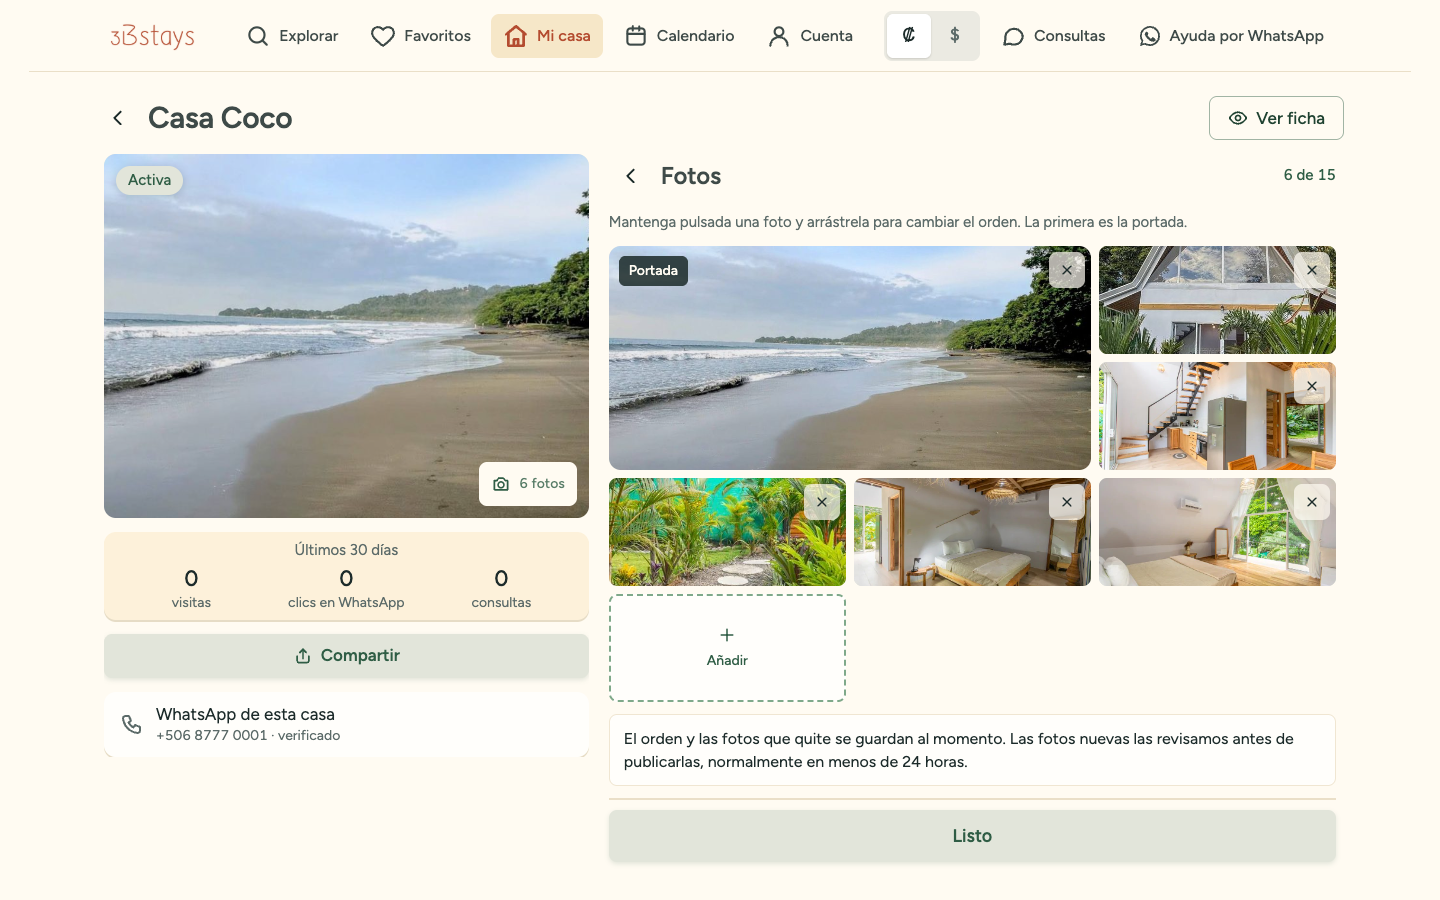 3Bstays
Explorar
Favoritos
Mi casa
Calendario
Cuenta
₡
$
Consultas
Ayuda por WhatsApp
Casa Coco
Ver ficha
Activa
6 fotos
Últimos 30 días
0
0
0
visitas
clics en WhatsApp
consultas
Compartir
WhatsApp de esta casa
+506 8777 0001 · verificado
Fotos
6 de 15
Mantenga pulsada una foto y arrástrela para cambiar el orden. La primera es la portada.
Portada
Añadir
El orden y las fotos que quite se guardan al momento. Las fotos nuevas las revisamos antes de
publicarlas, normalmente en menos de 24 horas.
Listo